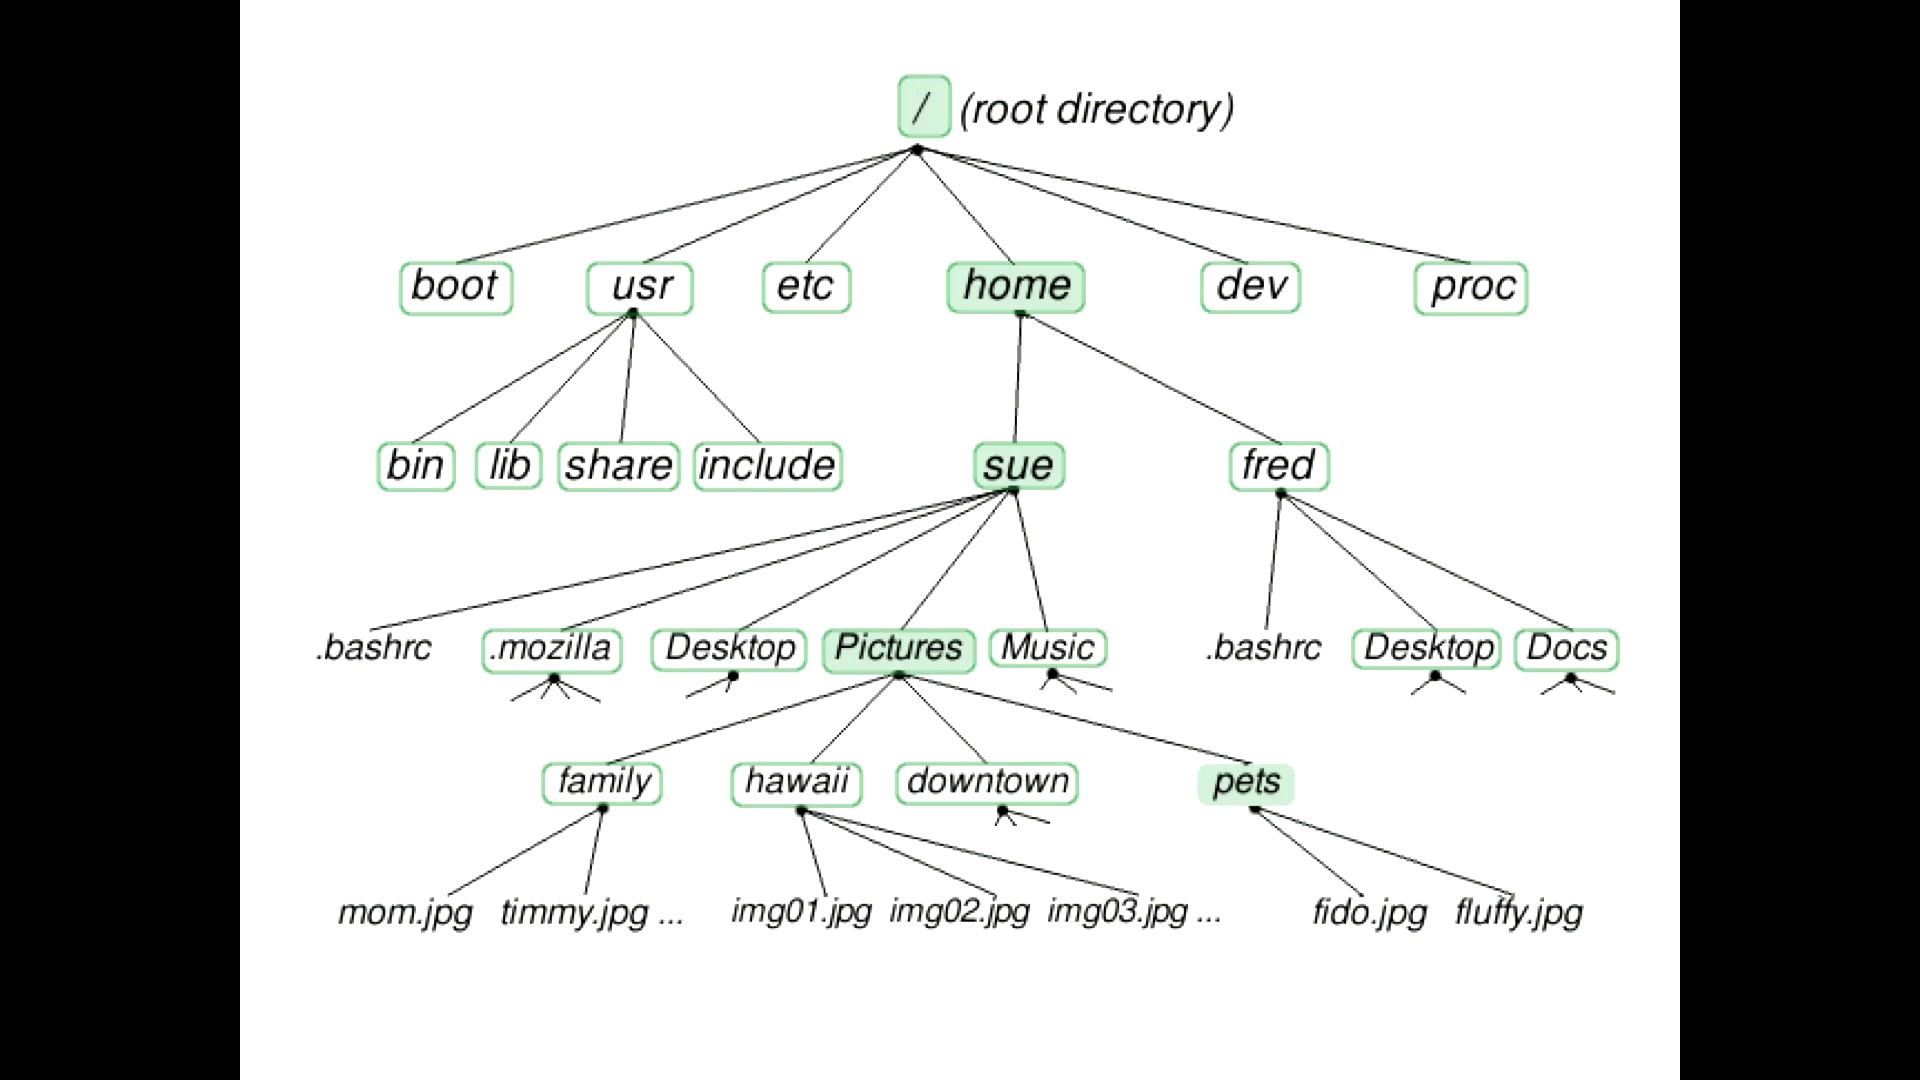 / (root directory)
boot usr etc home dev proc
bin lib share include sue fred
.bashrc .mozilla Desktop Pictures Music .bashrc Desktop Docs
family hawaii downtown pets
mom.jpg timmy.jpg ... img01.jpg img02.jpg img03.jpg ... fido.jpg fluffy.jpg